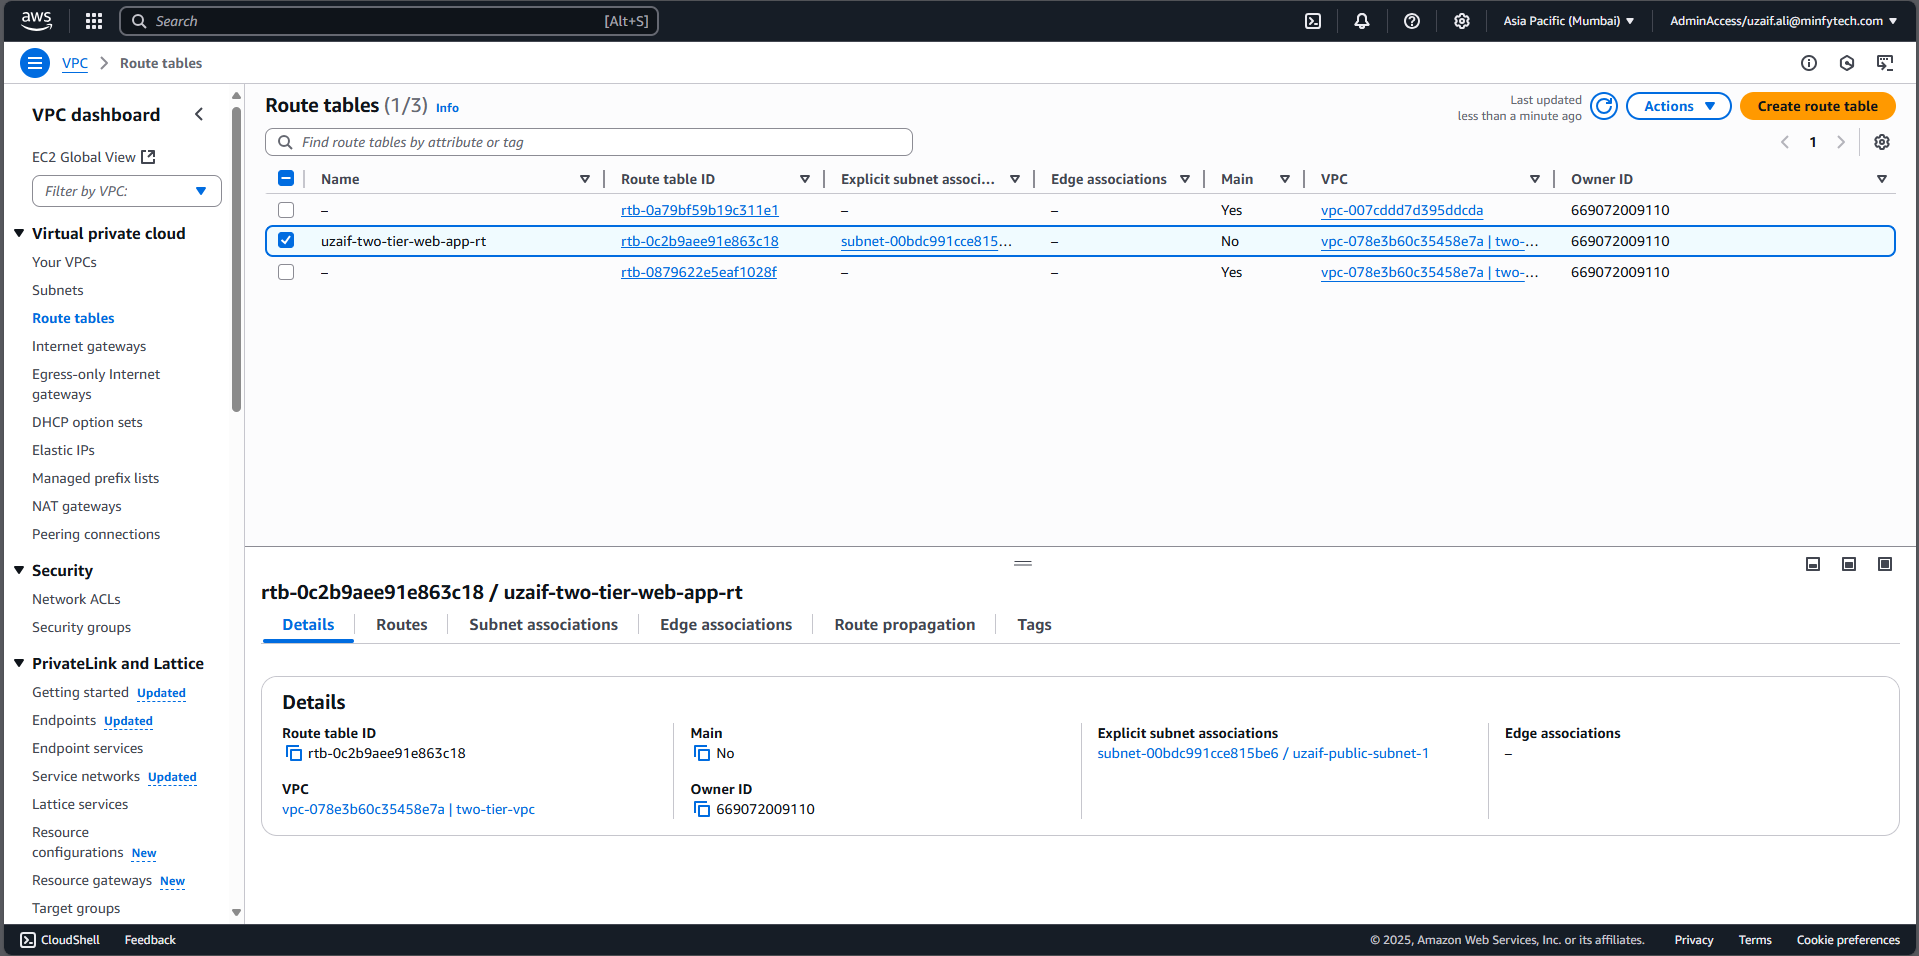 aws
Search [Alt+S]
Asia Pacific (Mumbai)
AdminAccess/uzaif.ali@minfytech.com
VPC
Route tables
VPC dashboard
EC2 Global View
Filter by VPC:
Virtual private cloud
Your VPCs
Subnets
Route tables
Internet gateways
Egress-only Internet
gateways
DHCP option sets
Elastic IPs
Managed prefix lists
NAT gateways
Peering connections
Security
Network ACLs
Security groups
PrivateLink and Lattice
Getting started Updated
Endpoints Updated
Endpoint services
Service networks Updated
Lattice services
Resource
configurations New
Resource gateways New
Target groups
Route tables (1/3) Info
Last updated
less than a minute ago
Actions
Create route table
Find route tables by attribute or tag
1
Name Route table ID Explicit subnet associ... Edge associations Main VPC Owner ID
– rtb-0a79bf59b19c311e1 – – Yes vpc-007cddd7d395ddcda 669072009110
uzaif-two-tier-web-app-rt rtb-0c2b9aee91e863c18 subnet-00bdc991cce815... – No vpc-078e3b60c35458e7a | two-... 669072009110
– rtb-0879622e5eaf1028f – – Yes vpc-078e3b60c35458e7a | two-... 669072009110
rtb-0c2b9aee91e863c18 / uzaif-two-tier-web-app-rt
Details Routes Subnet associations Edge associations Route propagation Tags
Details
Route table ID
rtb-0c2b9aee91e863c18
Main
No
Explicit subnet associations
subnet-00bdc991cce815be6 / uzaif-public-subnet-1
Edge associations
–
VPC
vpc-078e3b60c35458e7a | two-tier-vpc
Owner ID
669072009110
CloudShell Feedback © 2025, Amazon Web Services, Inc. or its affiliates. Privacy Terms Cookie preferences